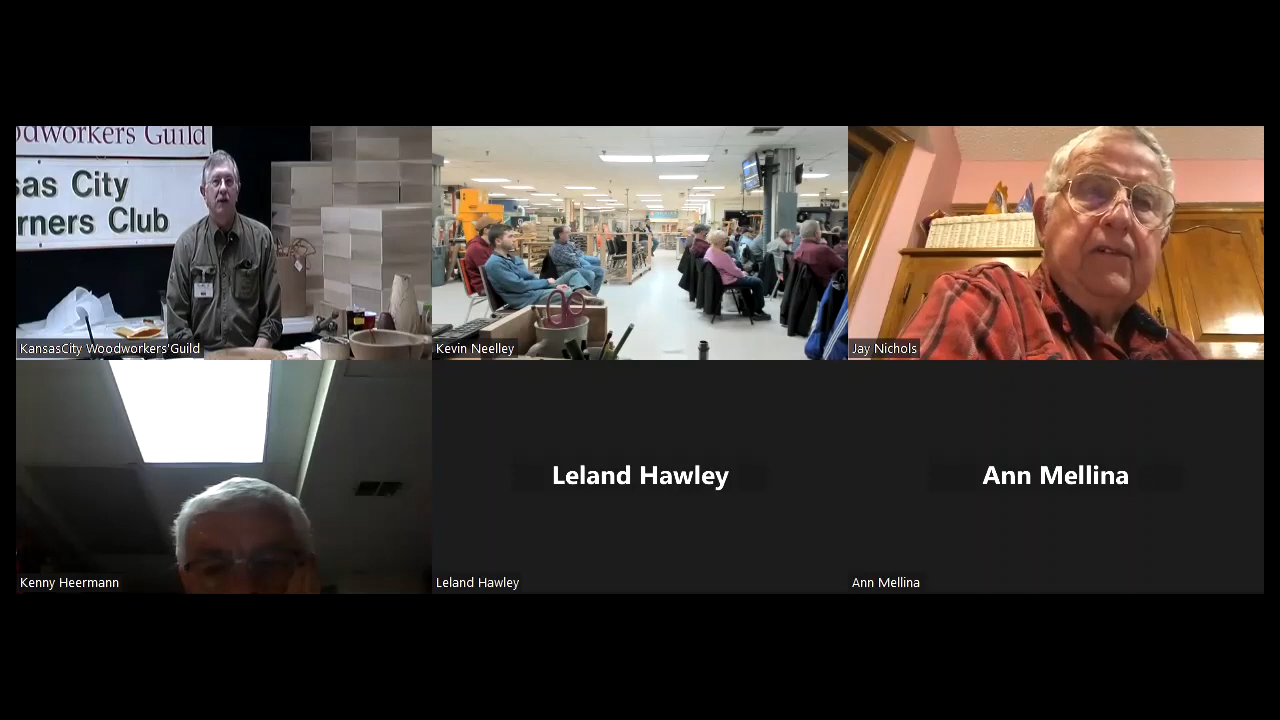 odworkers Guild
sas City
rners Club
KansasCity Woodworkers'Guild
Kevin Neelley
Jay Nichols
Leland Hawley
Ann Mellina
Kenny Heermann
Leland Hawley
Ann Mellina